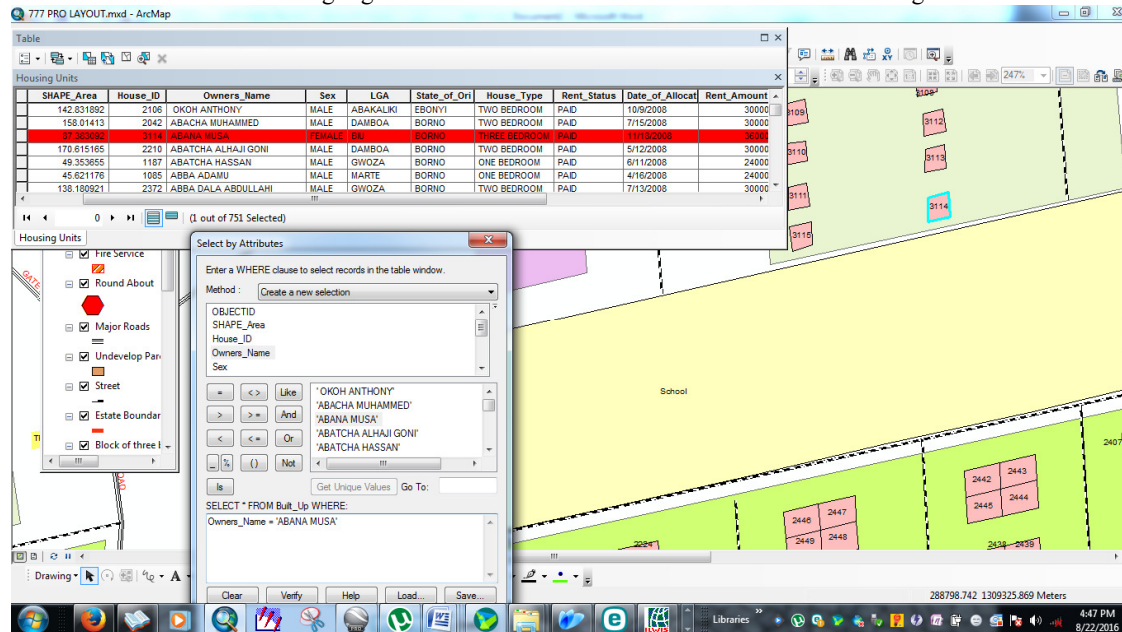 777 PRO LAYOUT.mxd - ArcMap
Table
Housing Units
SHAPE_Area House_ID Owners_Name Sex LGA State_of_Ori House_Type Rent_Status Date_of_Allocat Rent_Amount
142.831892 2106 OKOH ANTHONY MALE ABAKALIKI EBONYI TWO BEDROOM PAID 10/9/2008 30000
158.01413 2042 ABACHA MUHAMMED MALE DAMBOA BORNO TWO BEDROOM PAID 7/15/2008 30000
87.383092 3114 ABANA MUSA FEMALE BIU BORNO THREE BEDROOM PAID 11/18/2008 36000
170.615165 2210 ABATCHA ALHAJI GONI MALE DAMBOA BORNO TWO BEDROOM PAID 5/12/2008 30000
49.353655 1187 ABATCHA HASSAN MALE GWOZA BORNO ONE BEDROOM PAID 6/11/2008 24000
45.621176 1085 ABBA ADAMU MALE MARTE BORNO ONE BEDROOM PAID 4/16/2008 24000
138.180921 2372 ABBA DALA ABDULLAHI MALE GWOZA BORNO TWO BEDROOM PAID 7/13/2008 30000
0 (1 out of 751 Selected)
Housing Units
247%
3108
3109
3112
3110
3113
3111
3114
3115
Fire Service
Round About
Major Roads
Undevelop Par
Street
Estate Boundar
Block of three
GATE
Select by Attributes
Enter a WHERE clause to select records in the table window.
Method : Create a new selection
OBJECTID
SHAPE_Area
House_ID
Owners_Name
Sex
= <> Like
> >= And
< <= Or
_ % () Not
Is
' OKOH ANTHONY'
'ABACHA MUHAMMED'
'ABANA MUSA'
'ABATCHA ALHAJI GONI'
'ABATCHA HASSAN'
Get Unique Values Go To:
SELECT * FROM Built_Up WHERE:
Owners_Name = 'ABANA MUSA'
Clear Verify Help Load... Save...
School
2407
2442 2443
2445 2444
2446 2447
2449 2448
2224
2438 2439
Drawing
A
288798.742 1309325.869 Meters
Libraries
4:47 PM
8/22/2016